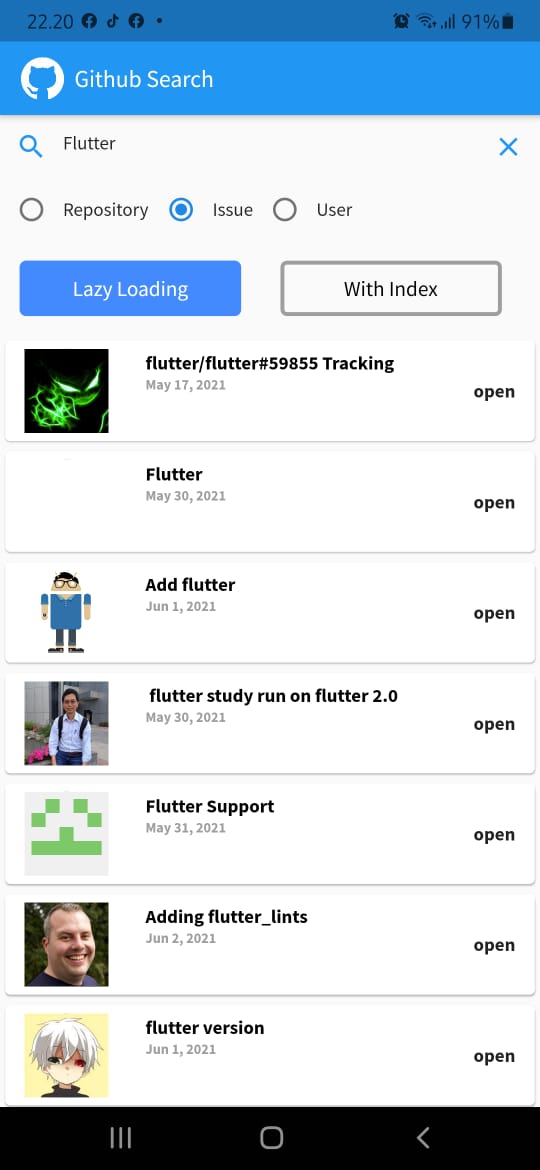 22.20 91%
Github Search
Flutter
Repository Issue User
Lazy Loading With Index
flutter/flutter#59855 Tracking
May 17, 2021
open
Flutter
May 30, 2021
open
Add flutter
Jun 1, 2021
open
flutter study run on flutter 2.0
May 30, 2021
open
Flutter Support
May 31, 2021
open
Adding flutter_lints
Jun 2, 2021
open
flutter version
Jun 1, 2021
open